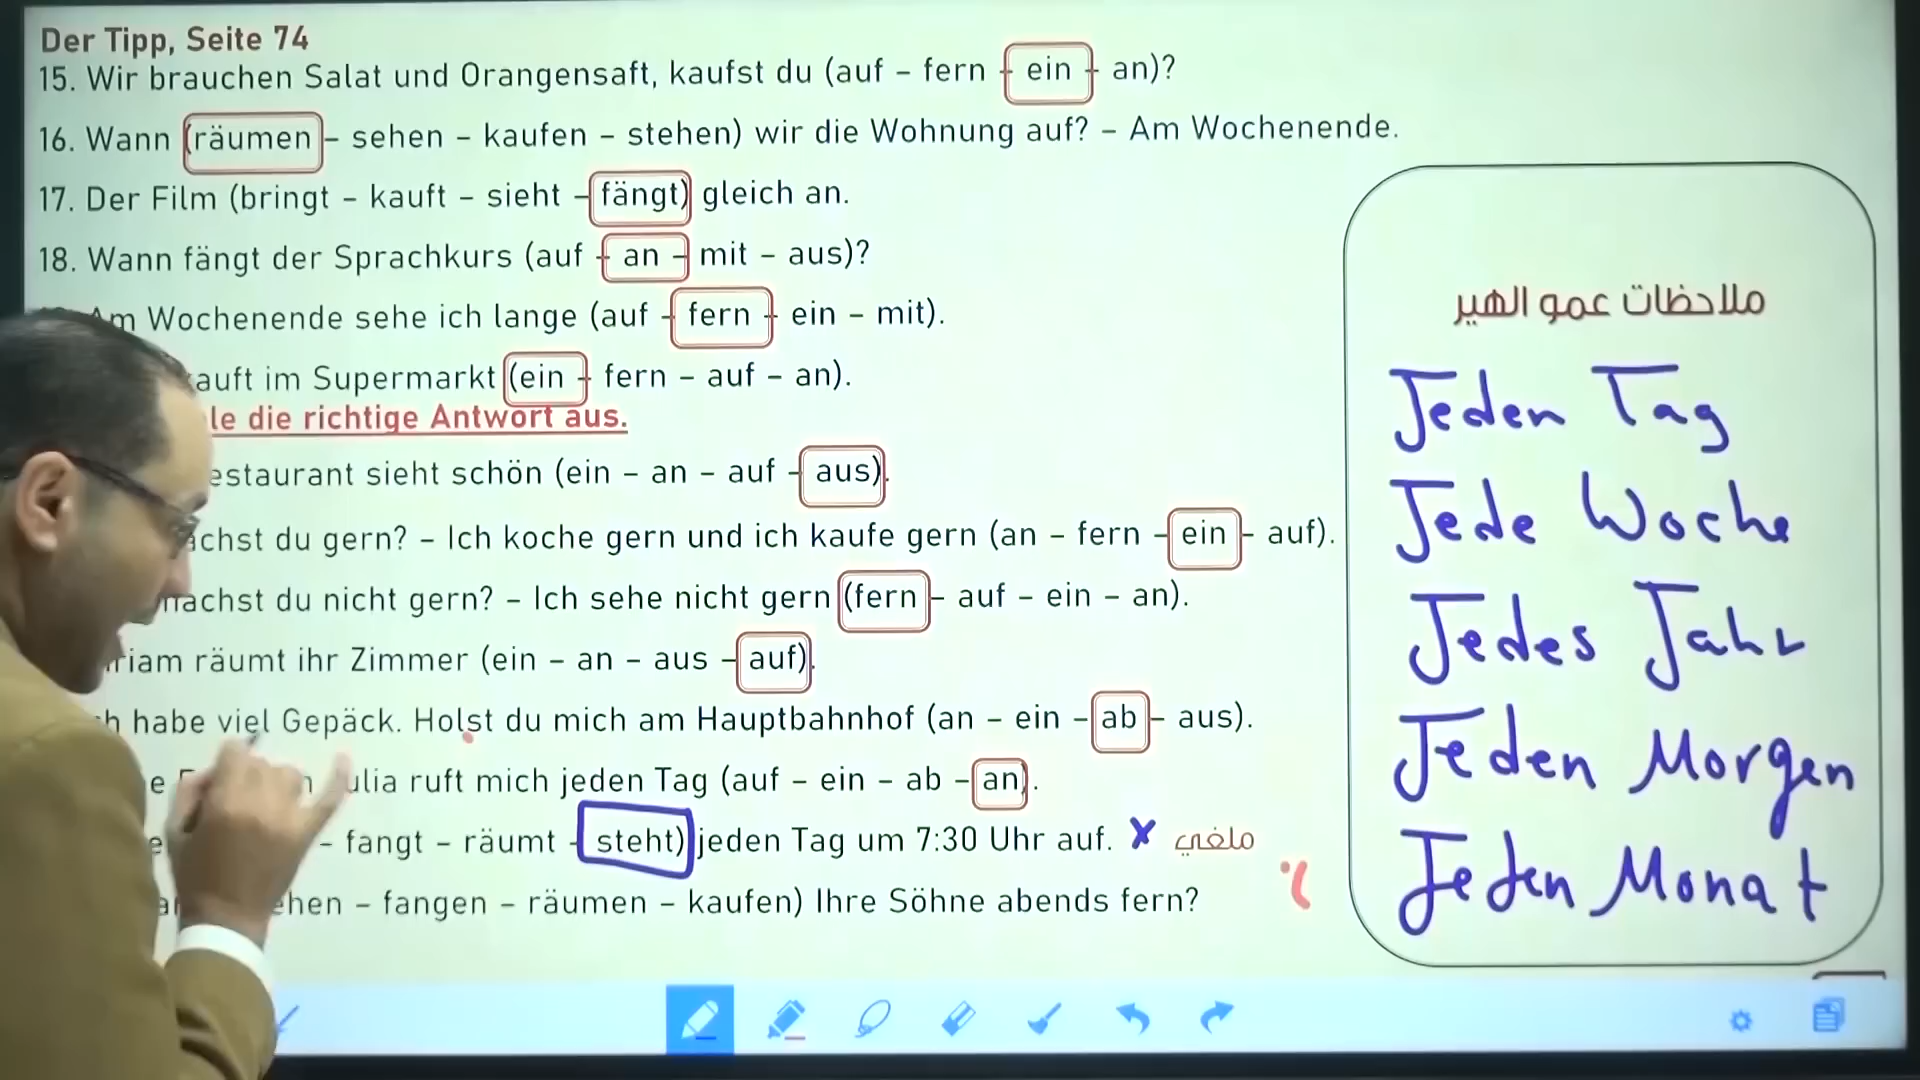 Der Tipp, Seite 74
15. Wir brauchen Salat und Orangensaft, kaufst du (auf – fern – ein – an)?
16. Wann (räumen – sehen – kaufen – stehen) wir die Wohnung auf? – Am Wochenende.
17. Der Film (bringt – kauft – sieht – fängt) gleich an.
18. Wann fängt der Sprachkurs (auf – an – mit – aus)?
Am Wochenende sehe ich lange (auf – fern – ein – mit).
kauft im Supermarkt (ein – fern – auf – an).
le die richtige Antwort aus.
estaurant sieht schön (ein – an – auf – aus).
achst du gern? – Ich koche gern und ich kaufe gern (an – fern – ein – auf).
machst du nicht gern? – Ich sehe nicht gern (fern – auf – ein – an).
riam räumt ihr Zimmer (ein – an – aus – auf).
h habe viel Gepäck. Holst du mich am Hauptbahnhof (an – ein – ab – aus).
ulia ruft mich jeden Tag (auf – ein – ab – an).
– fangt – räumt – steht) jeden Tag um 7:30 Uhr auf. x ملغي
ehen – fangen – räumen – kaufen) Ihre Söhne abends fern?
ملاحظات عمو الهير
Jeden Tag
Jede Woche
Jedes Jahr
Jeden Morgen
Jeden Monat